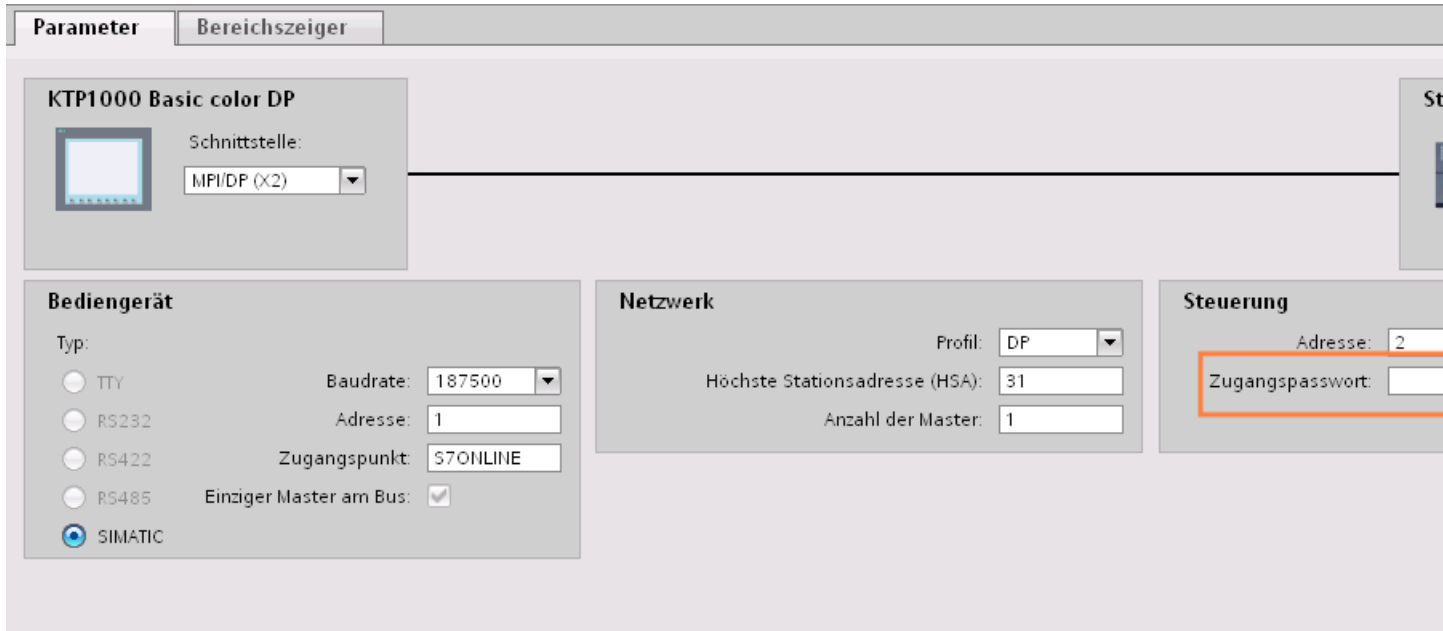 Parameter
Bereichszeiger
KTP1000 Basic color DP
Schnittstelle:
MPI/DP (X2)
St
Bediengerät
Typ:
TTY
RS232
RS422
RS485
SIMATIC
Baudrate: 187500
Adresse: 1
Zugangspunkt: S7ONLINE
Einziger Master am Bus:
Netzwerk
Profil: DP
Höchste Stationsadresse (HSA): 31
Anzahl der Master: 1
Steuerung
Adresse: 2
Zugangspasswort: